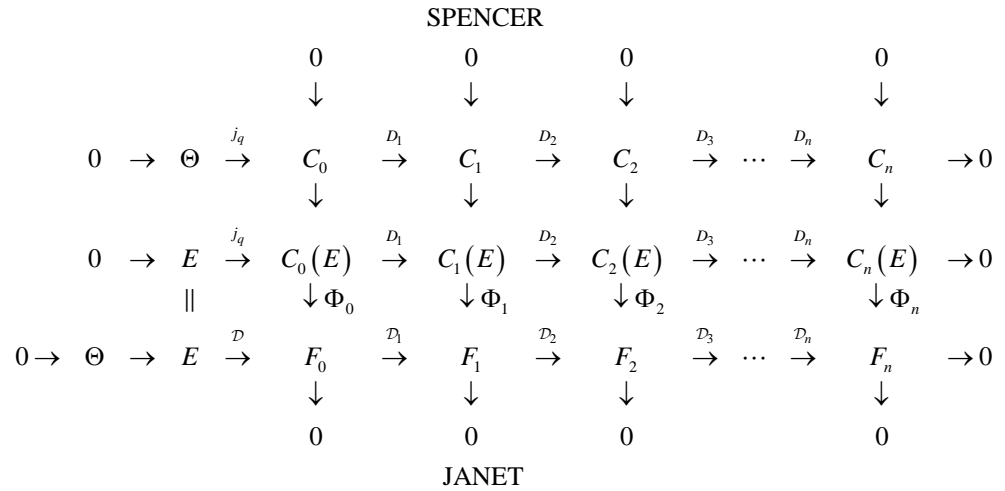 SPENCER
0 0 0 0
↓ ↓ ↓ ↓
0 → Θ →^{j_q} C_0 →^{D_1} C_1 →^{D_2} C_2 →^{D_3} ⋯ →^{D_n} C_n → 0
↓ ↓ ↓ ↓
0 → E →^{j_q} C_0(E) →^{D_1} C_1(E) →^{D_2} C_2(E) →^{D_3} ⋯ →^{D_n} C_n(E) → 0
|| ↓Φ_0 ↓Φ_1 ↓Φ_2 ↓Φ_n
0 → Θ → E →^{𝒟} F_0 →^{𝒟_1} F_1 →^{𝒟_2} F_2 →^{𝒟_3} ⋯ →^{𝒟_n} F_n → 0
↓ ↓ ↓ ↓
0 0 0 0
JANET